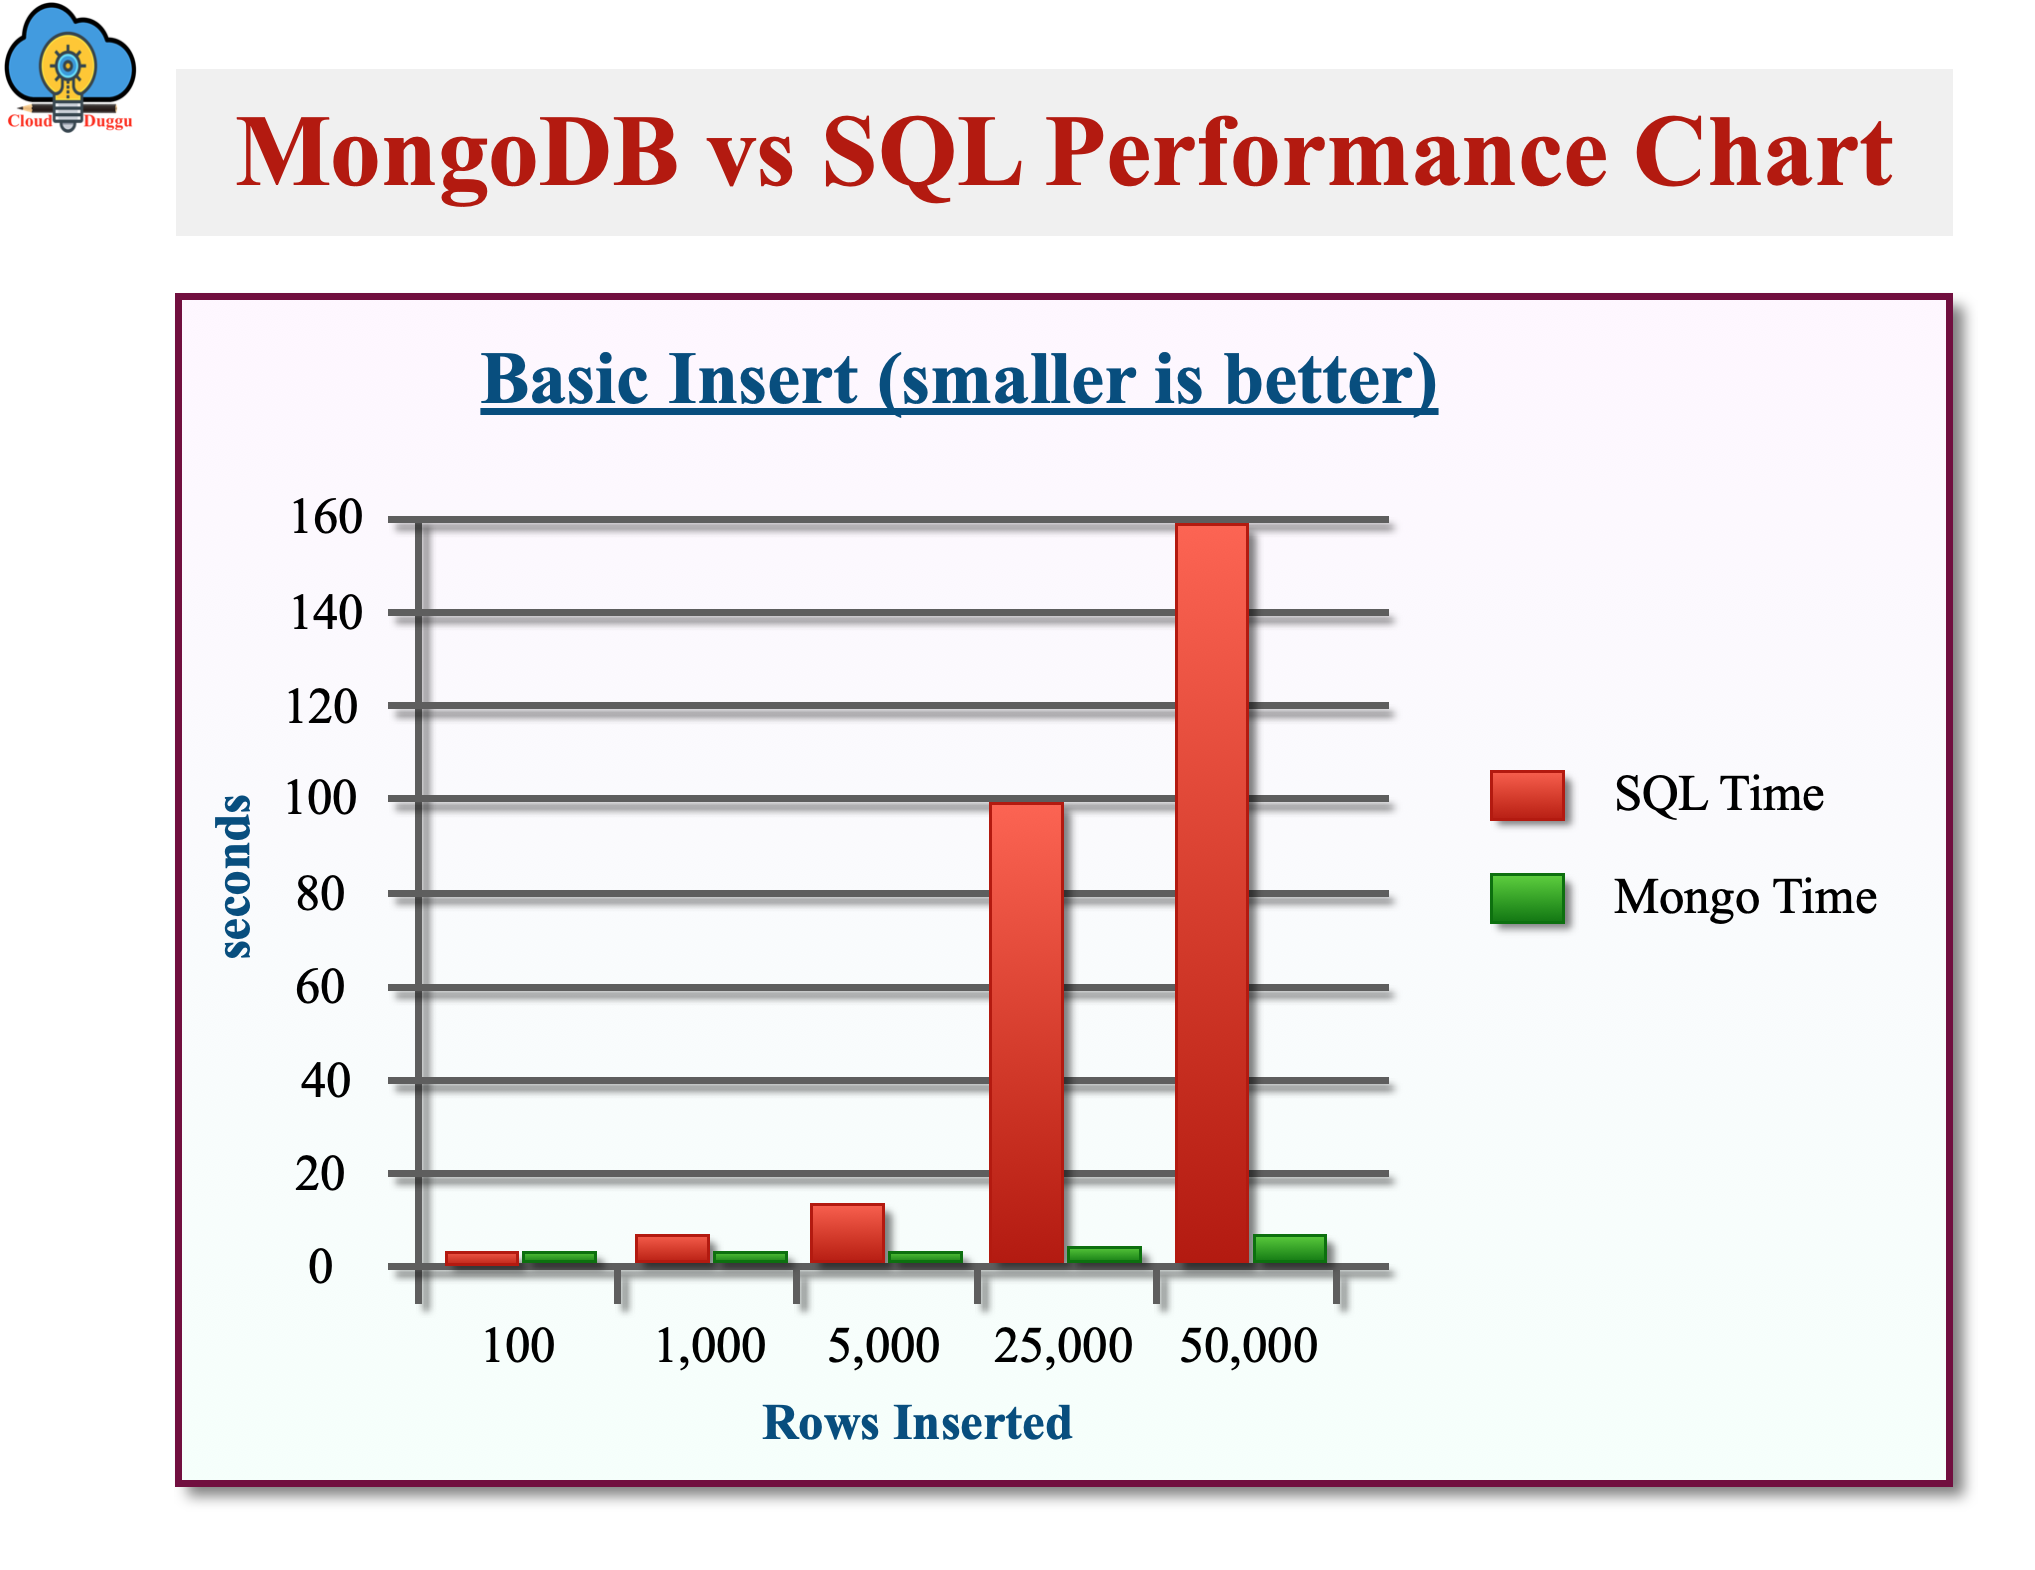 Cloud Duggu
MongoDB vs SQL Performance Chart
Basic Insert (smaller is better)
160
140
120
100
80
60
40
20
0
seconds
100 1,000 5,000 25,000 50,000
Rows Inserted
SQL Time
Mongo Time